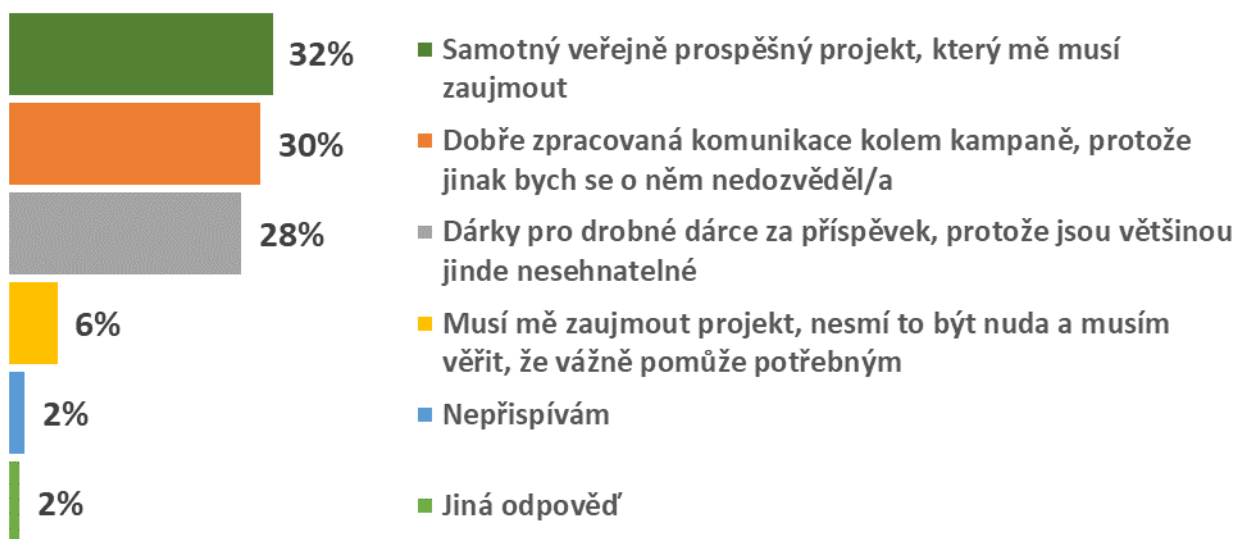 32%
Samotný veřejně prospěšný projekt, který mě musí
zaujmout
30%
Dobře zpracovaná komunikace kolem kampaně, protože
jinak bych se o něm nedozvěděl/a
28%
Dárky pro drobné dárce za příspěvek, protože jsou většinou
jinde nesehnatelné
6%
Musí mě zaujmout projekt, nesmí to být nuda a musím
věřit, že vážně pomůže potřebným
2%
Nepřispívám
2%
Jiná odpověď